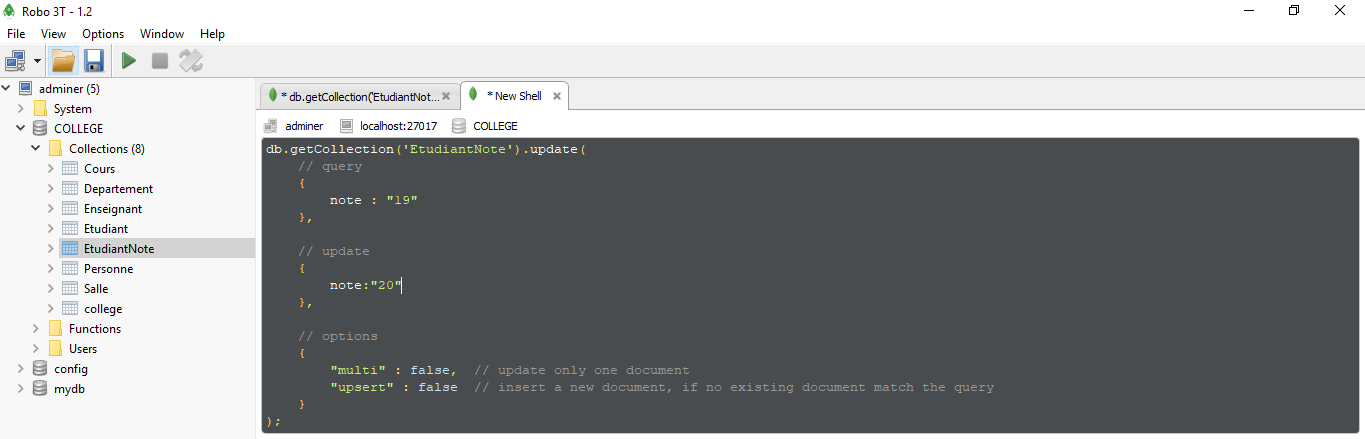 Robo 3T - 1.2
File View Options Window Help
adminer (5)
System
COLLEGE
Collections (8)
Cours
Departement
Enseignant
Etudiant
EtudiantNote
Personne
Salle
college
Functions
Users
config
mydb
* db.getCollection('EtudiantNot... * New Shell
adminer localhost:27017 COLLEGE
db.getCollection('EtudiantNote').update(
// query
{
note : "19"
},
// update
{
note:"20"
},
// options
{
"multi" : false, // update only one document
"upsert" : false // insert a new document, if no existing document match the query
}
);